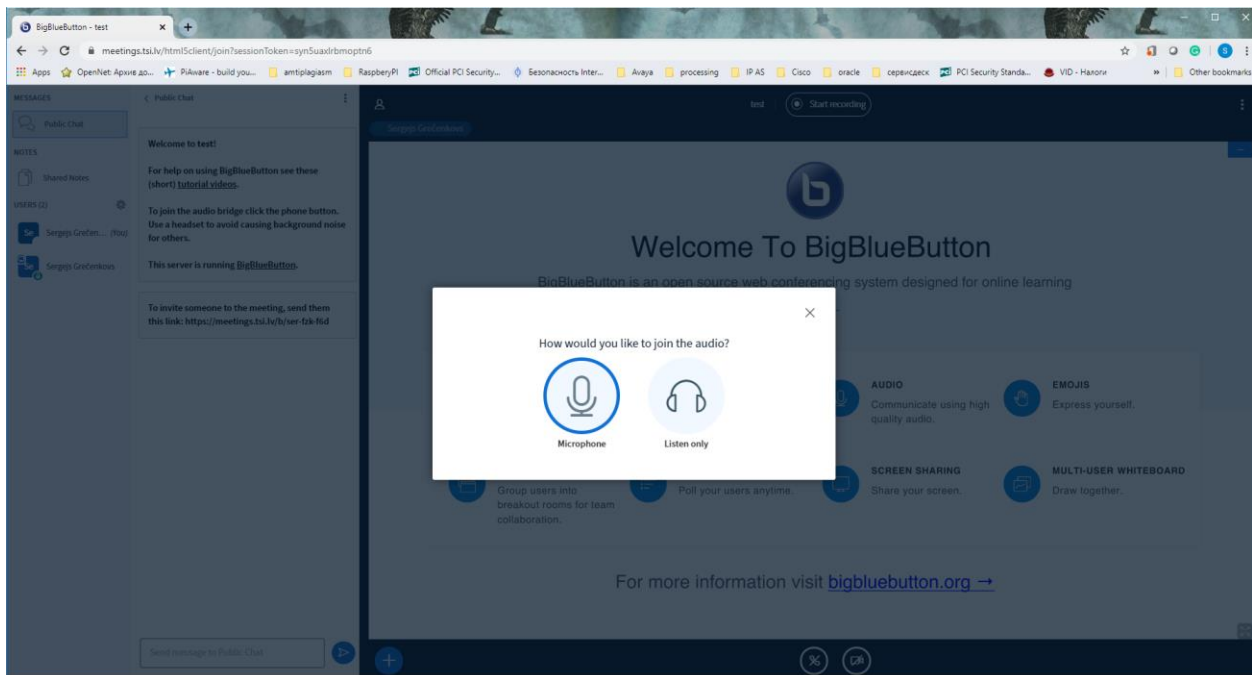 BigBlueButton - test
meetings.tsi.lv/html5client/join?sessionToken=syn5uaxlrbmoptn6
Apps
OpenNet: Архив до...
PiAware - build you...
amtiplagiasm
RaspberyPI
Official PCI Security...
Безопасность Inter...
Avaya
processing
IP AS
Cisco
oracle
сервисдеск
PCI Security Standa...
VID - Налоги
»
Other bookmarks
MESSAGES
Public Chat
NOTES
Shared Notes
USERS (2)
Se
Sergejs Grečen... (You)
Se
Sergejs Grečenkovs
Public Chat
Welcome to test!
For help on using BigBlueButton see these
(short) tutorial videos.
To join the audio bridge click the phone button.
Use a headset to avoid causing background noise
for others.
This server is running BigBlueButton.
To invite someone to the meeting, send them
this link: https://meetings.tsi.lv/b/ser-fzk-f6d
Send message to Public Chat
test
Start recording
Sergejs Grečenkovs
b
Welcome To BigBlueButton
BigBlueButton is an open source web conferencing system designed for online learning
How would you like to join the audio?
Microphone
Listen only
AUDIO
Communicate using high
quality audio.
EMOJIS
Express yourself.
Group users into
breakout rooms for team
collaboration.
Poll your users anytime.
SCREEN SHARING
Share your screen.
MULTI-USER WHITEBOARD
Draw together.
For more information visit bigbluebutton.org →